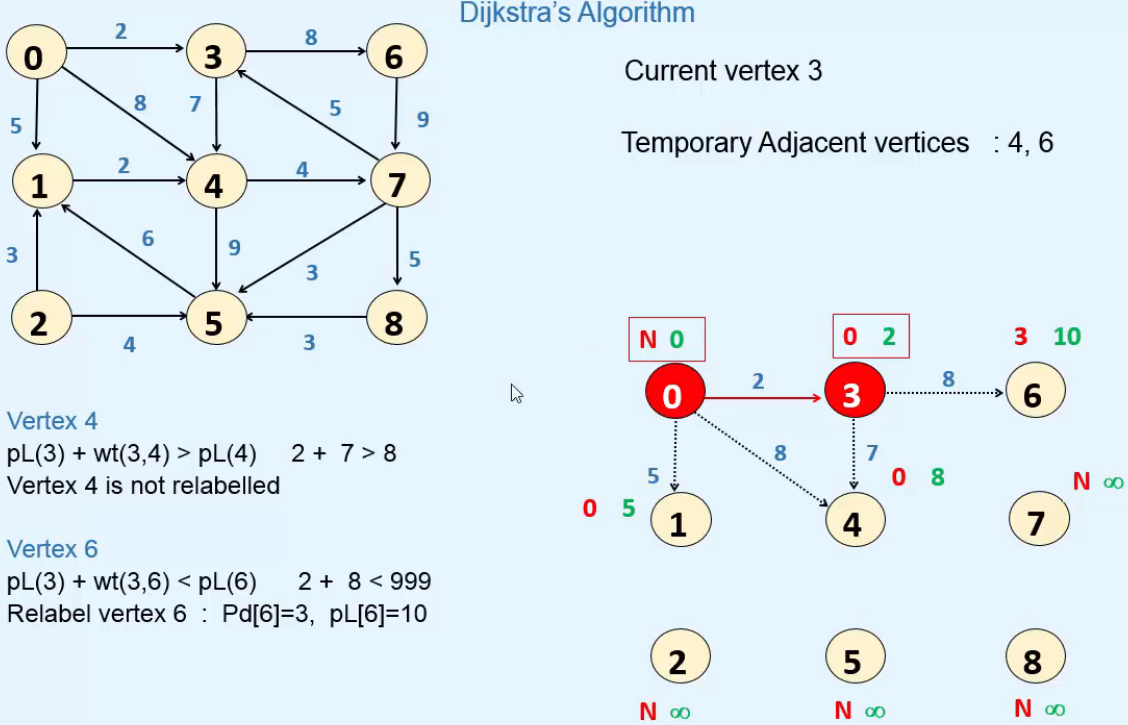 Dijkstra's Algorithm
2 8
0 3 6
Current vertex 3
8 7 5
5 9
Temporary Adjacent vertices : 4, 6
2 4
1 4 7
6 9
3 3 5
2 5 8
4 3
N 0 0 2 3 10
2 8
0 3 6
Vertex 4
pL(3) + wt(3,4) > pL(4) 2 + 7 > 8
Vertex 4 is not relabelled
8 7
5 0 8 N ∞
0 5
1 4 7
Vertex 6
pL(3) + wt(3,6) < pL(6) 2 + 8 < 999
Relabel vertex 6 : Pd[6]=3, pL[6]=10
2 5 8
N ∞ N ∞ N ∞